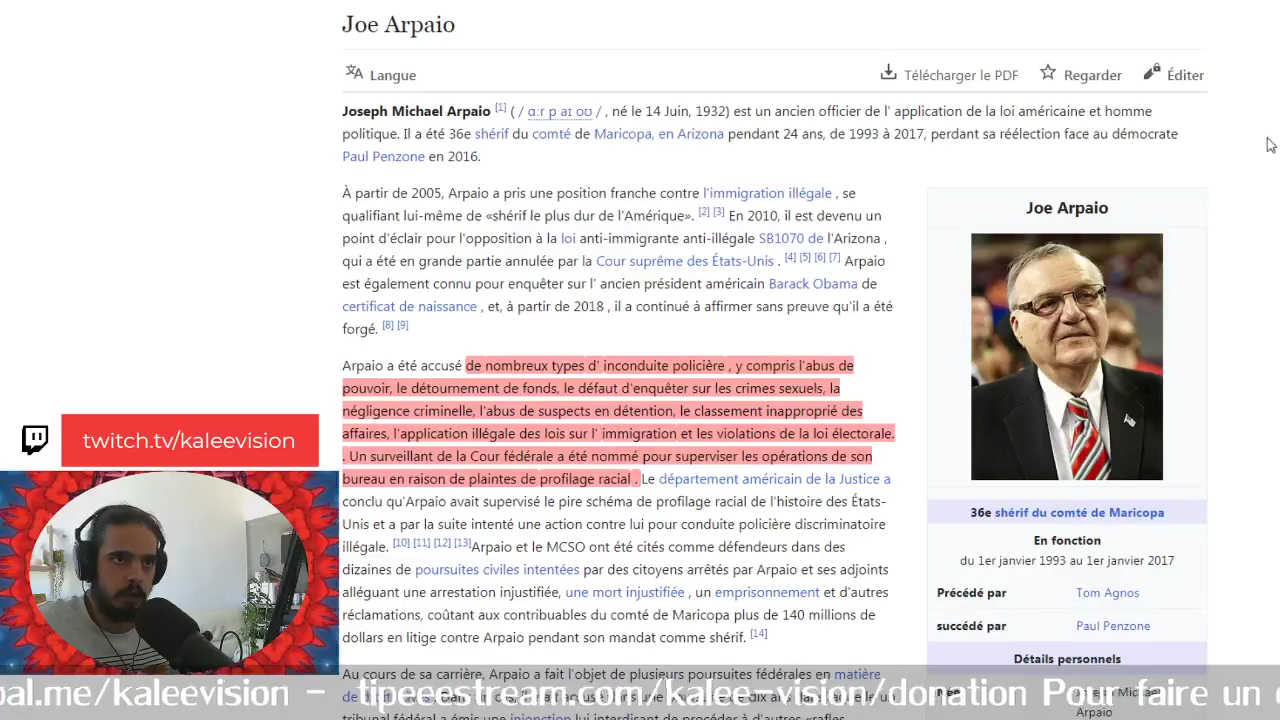 Joe Arpaio
Langue
Télécharger le PDF
Regarder
Éditer
Joseph Michael Arpaio [1] ( / ɑːr p aɪ oʊ / , né le 14 Juin, 1932) est un ancien officier de l' application de la loi américaine et homme
politique. Il a été 36e shérif du comté de Maricopa, en Arizona pendant 24 ans, de 1993 à 2017, perdant sa réélection face au démocrate
Paul Penzone en 2016.
À partir de 2005, Arpaio a pris une position franche contre l'immigration illégale , se
qualifiant lui-même de «shérif le plus dur de l'Amérique». [2] [3] En 2010, il est devenu un
point d'éclair pour l'opposition à la loi anti-immigrante anti-illégale SB1070 de l'Arizona ,
qui a été en grande partie annulée par la Cour suprême des États-Unis . [4] [5] [6] [7] Arpaio
est également connu pour enquêter sur l' ancien président américain Barack Obama de
certificat de naissance , et, à partir de 2018 , il a continué à affirmer sans preuve qu'il a été
forgé. [8] [9]
Arpaio a été accusé de nombreux types d' inconduite policière , y compris l'abus de
pouvoir, le détournement de fonds, le défaut d'enquêter sur les crimes sexuels, la
négligence criminelle, l'abus de suspects en détention, le classement inapproprié des
affaires, l'application illégale des lois sur l' immigration et les violations de la loi électorale.
. Un surveillant de la Cour fédérale a été nommé pour superviser les opérations de son
bureau en raison de plaintes de profilage racial . Le département américain de la Justice a
conclu qu'Arpaio avait supervisé le pire schéma de profilage racial de l'histoire des États-
Unis et a par la suite intenté une action contre lui pour conduite policière discriminatoire
illégale. [10] [11] [12] [13]Arpaio et le MCSO ont été cités comme défendeurs dans des
dizaines de poursuites civiles intentées par des citoyens arrêtés par Arpaio et ses adjoints
alléguant une arrestation injustifiée, une mort injustifiée , un emprisonnement et d'autres
réclamations, coûtant aux contribuables du comté de Maricopa plus de 140 millions de
dollars en litige contre Arpaio pendant son mandat comme shérif. [14]
Au cours de sa carrière, Arpaio a fait l'objet de plusieurs poursuites fédérales en matière
Joe Arpaio
36e shérif du comté de Maricopa
En fonction
du 1er janvier 1993 au 1er janvier 2017
Précédé par Tom Agnos
succédé par Paul Penzone
Détails personnels
Arpaio
twitch.tv/kaleevision
pal.me/kaleevision - tipeeestream.com/kalee-vision/donation Pour faire un